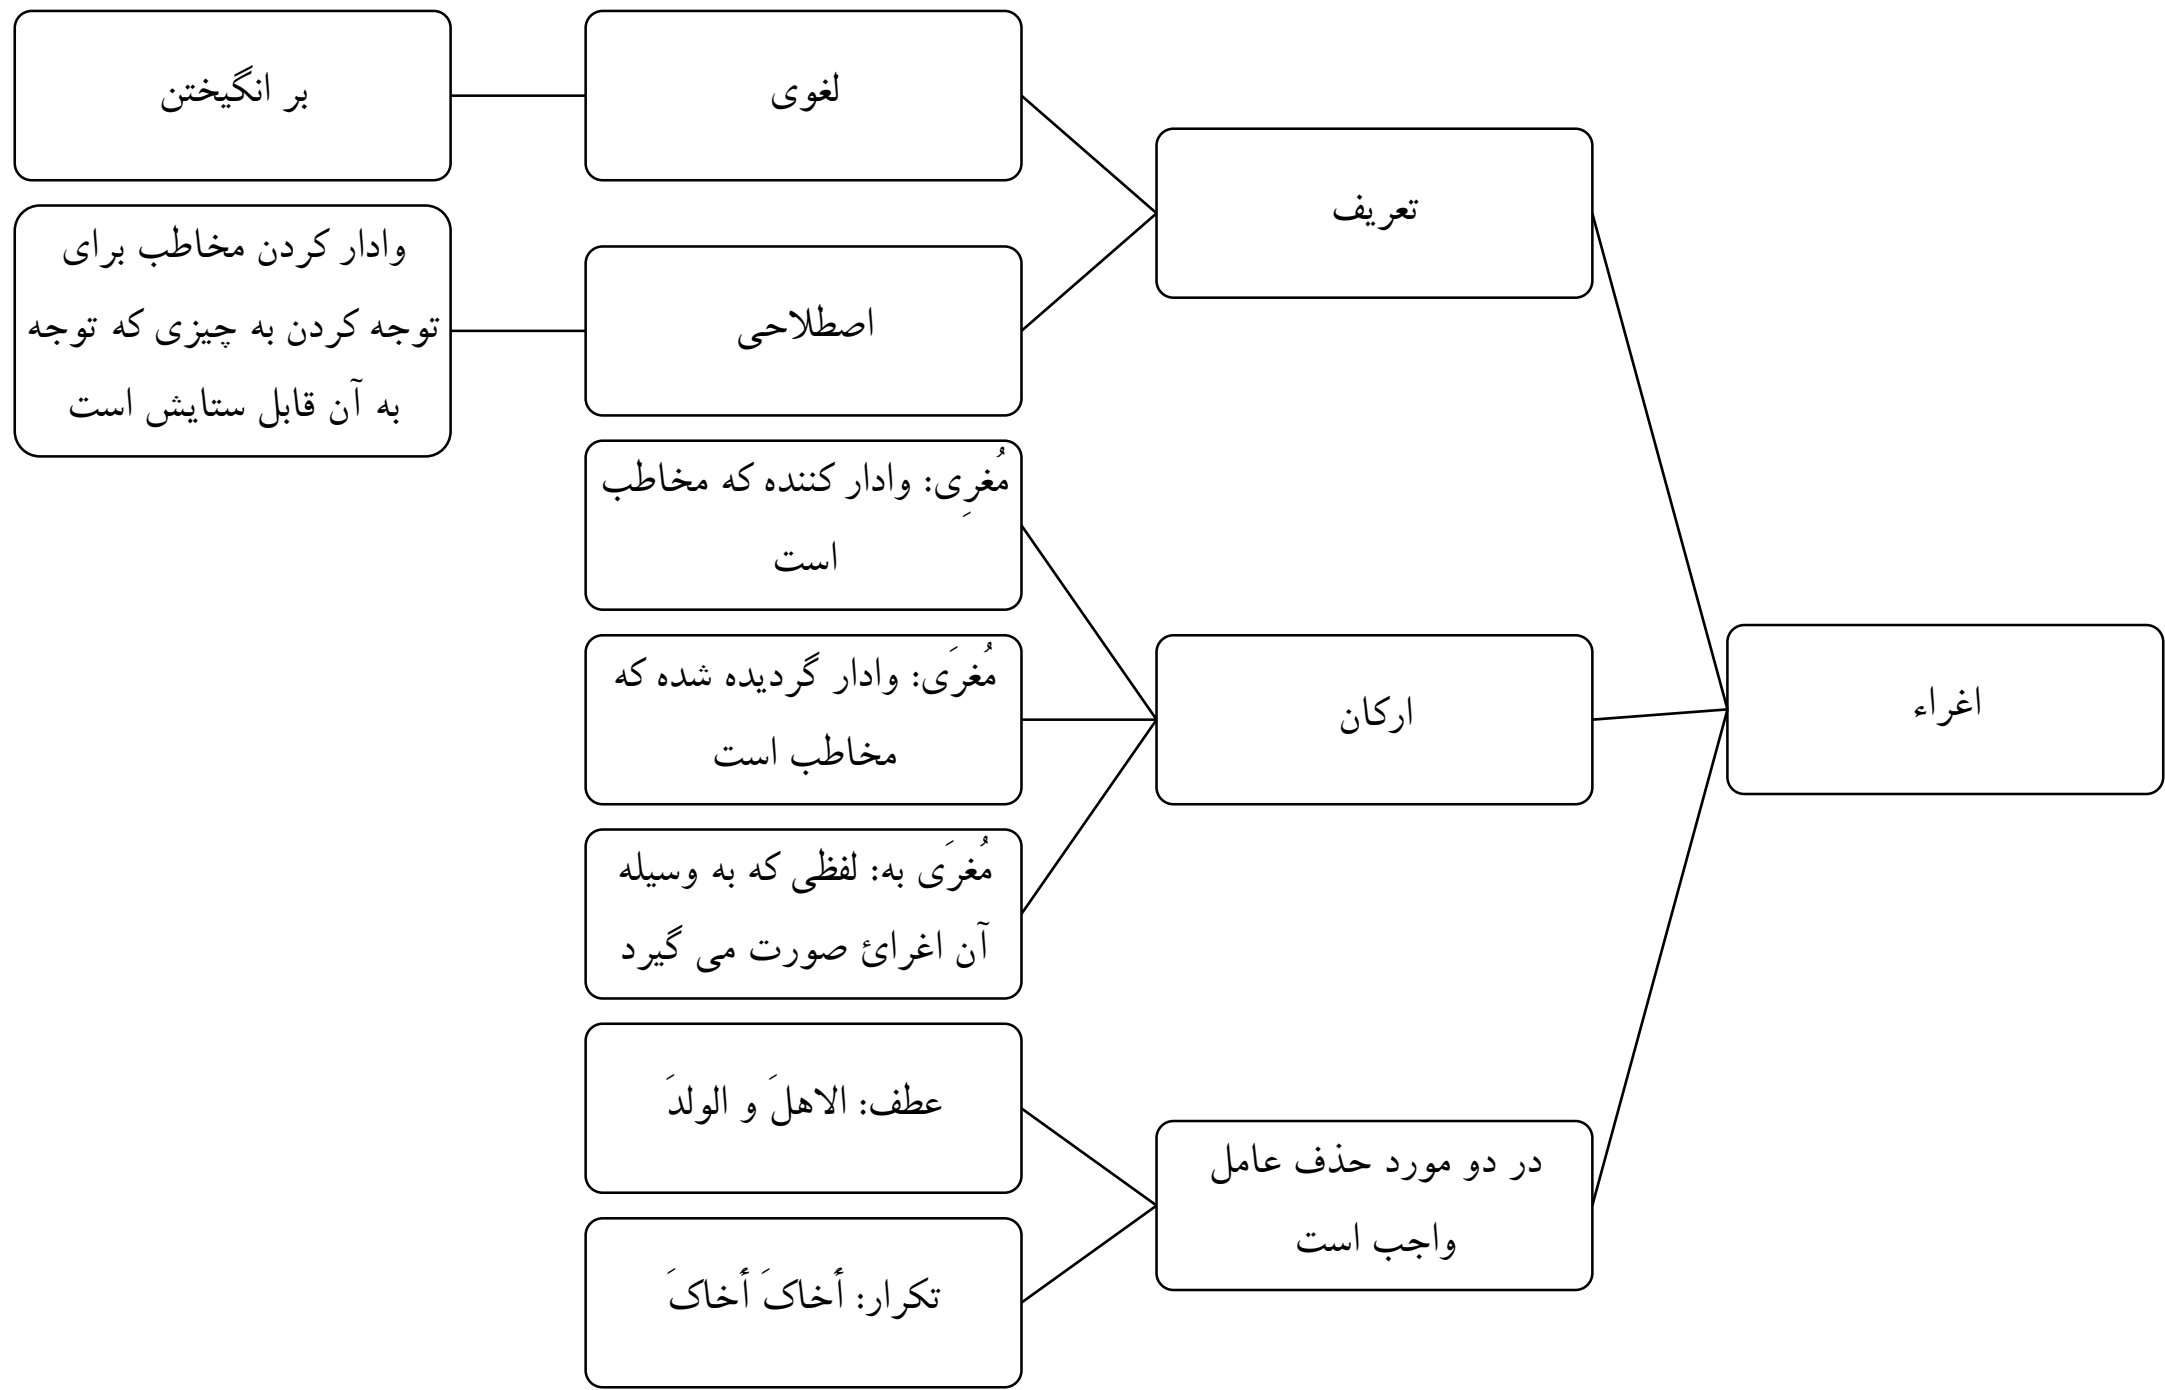 اغراء
تعریف
لغوی
بر انگیختن
اصطلاحی
وادار کردن مخاطب برای
توجه کردن به چیزی که توجه
به آن قابل ستایش است
ارکان
مُغرِی: وادار کننده که مخاطب
است
مُغرَی: وادار گردیده شده که
مخاطب است
مُغرَی به: لفظی که به وسیله
آن اغرائ صورت می گیرد
در دو مورد حذف عامل
واجب است
عطف: الاهلَ و الولدَ
تکرار: أخاکَ أخاکَ